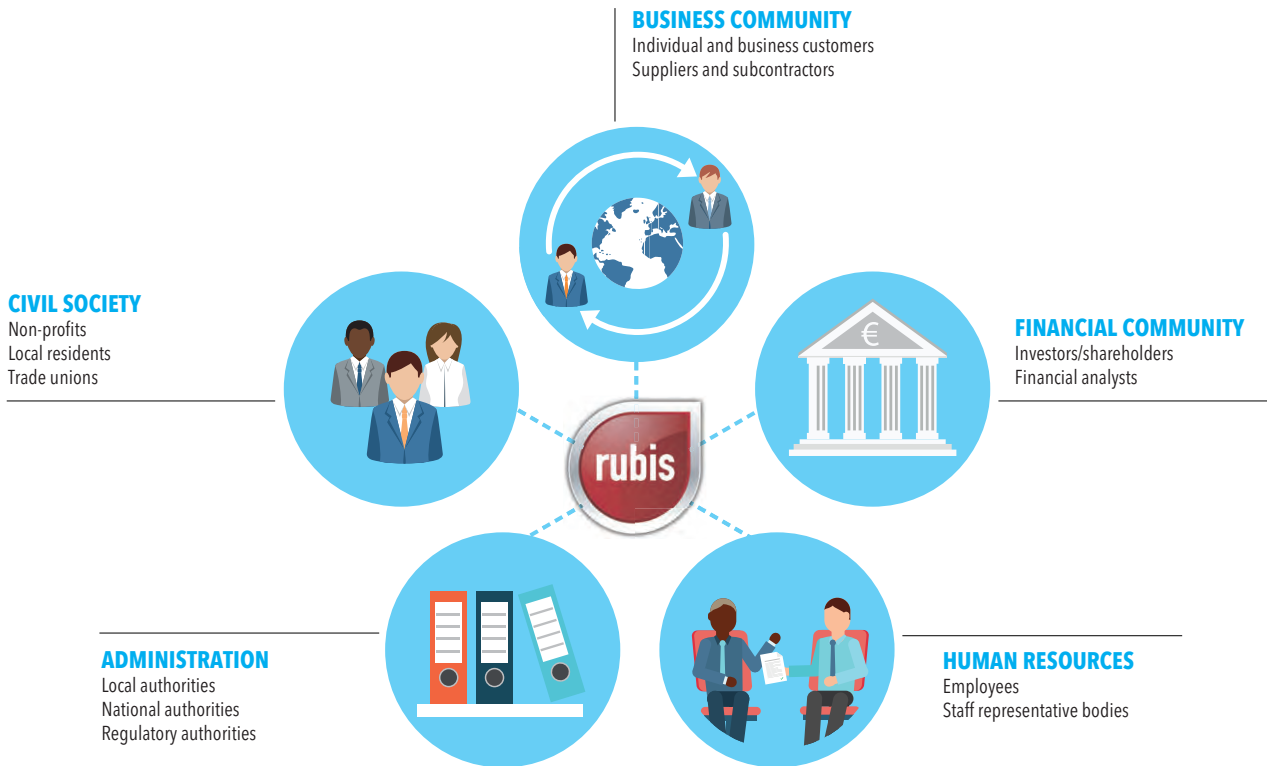 BUSINESS COMMUNITY
Individual and business customers
Suppliers and subcontractors
CIVIL SOCIETY
Non-profits
Local residents
Trade unions
€
FINANCIAL COMMUNITY
Investors/shareholders
Financial analysts
rubis
ADMINISTRATION
Local authorities
National authorities
Regulatory authorities
HUMAN RESOURCES
Employees
Staff representative bodies